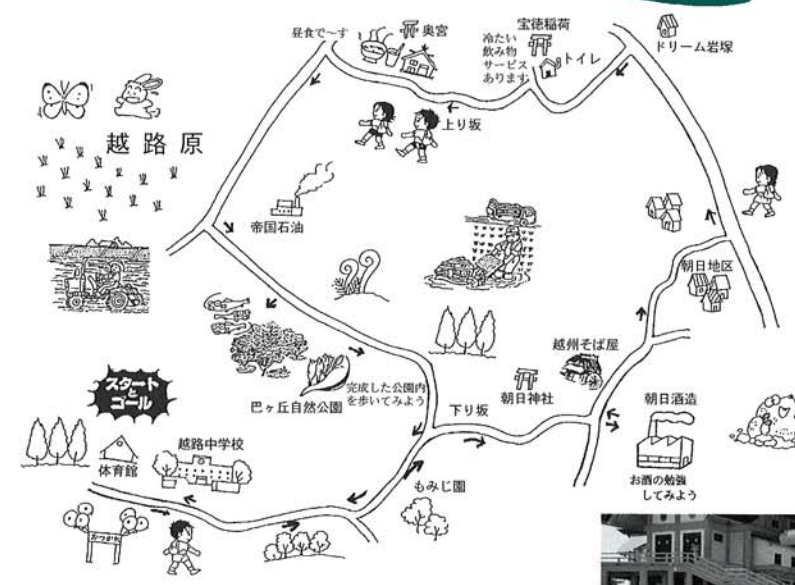 昼食で〜す
奥宮
宝徳稲荷
冷たい
飲み物
サービス
あります
トイレ
ドリーム岩塚
上り坂
越路原
帝国石油
朝日地区
越州そば屋
朝日神社
朝日酒造
お酒の勉強
してみよう
完成した公園内
を歩いてみよう
巴ヶ丘自然公園
下り坂
スタート
と
ゴール
体育館
越路中学校
もみじ園
おつかれ